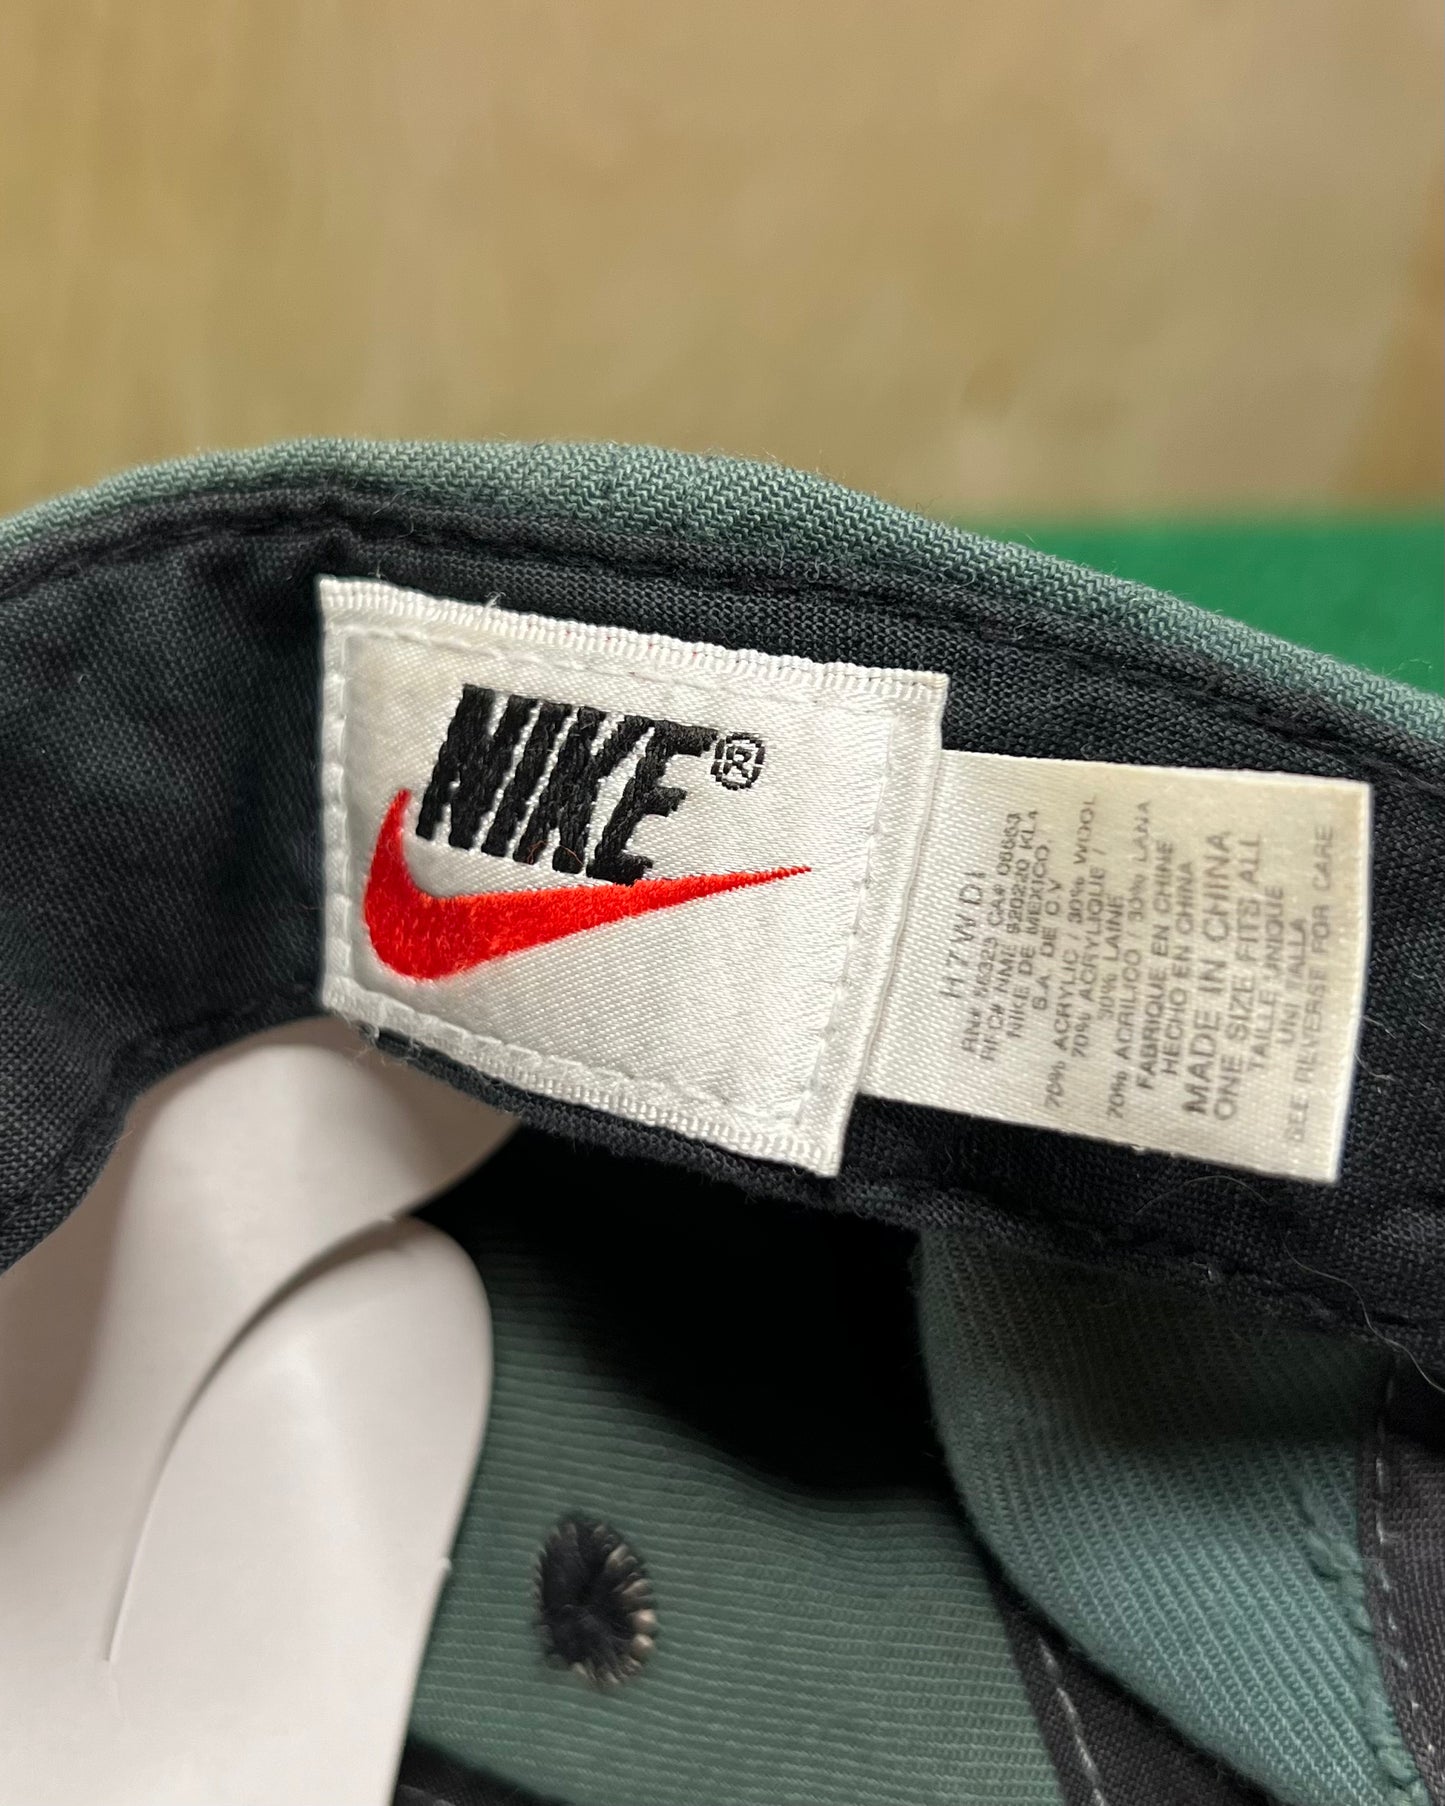 NIKE®
H7WDI
RN# 56323 CA# 05553
RFC# NME 920220 KL4
NIKE DE MEXICO,
S.A. DE C.V.
70% ACRYLIC / 30% WOOL
70% ACRYLIQUE /
30% LAINE
70% ACRILICO / 30% LANA
FABRIQUE EN CHINE
HECHO EN CHINA
MADE IN CHINA
ONE SIZE FITS ALL
TAILLE UNIQUE
UNI TALLA
SEE REVERSE FOR CARE